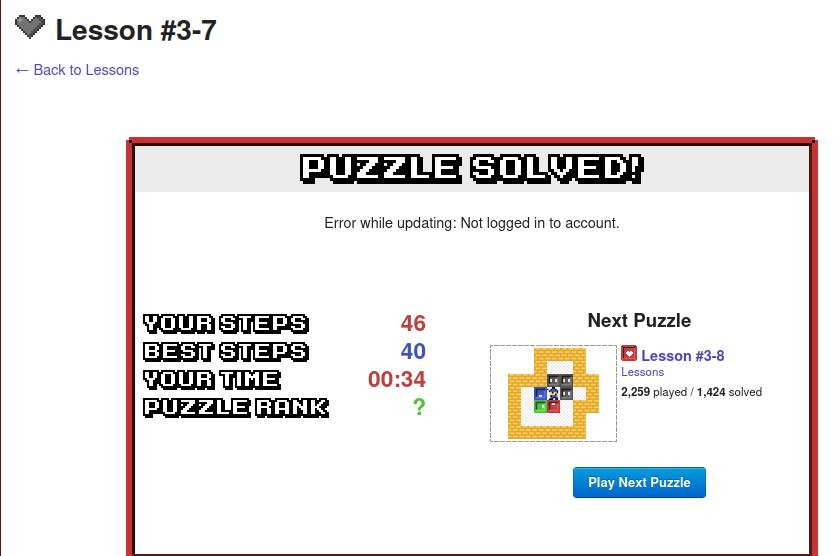 Lesson #3-7
← Back to Lessons
PUZZLE SOLVED!
Error while updating: Not logged in to account.
YOUR STEPS 46
BEST STEPS 40
YOUR TIME 00:34
PUZZLE RANK ?
Next Puzzle
Lesson #3-8
Lessons
2,259 played / 1,424 solved
Play Next Puzzle